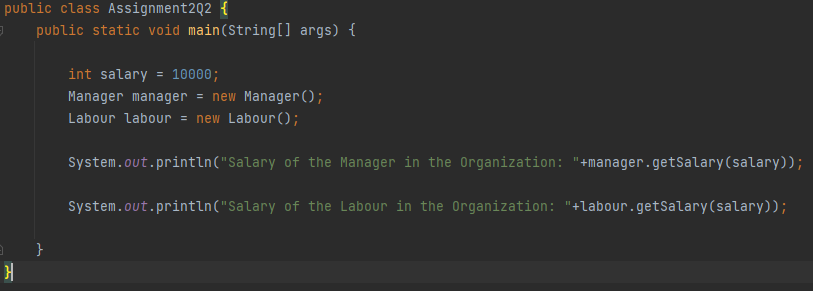 public class Assignment2Q2 {
public static void main(String[] args) {
int salary = 10000;
Manager manager = new Manager();
Labour labour = new Labour();
System.out.println("Salary of the Manager in the Organization: "+manager.getSalary(salary));
System.out.println("Salary of the Labour in the Organization: "+labour.getSalary(salary));
}
}